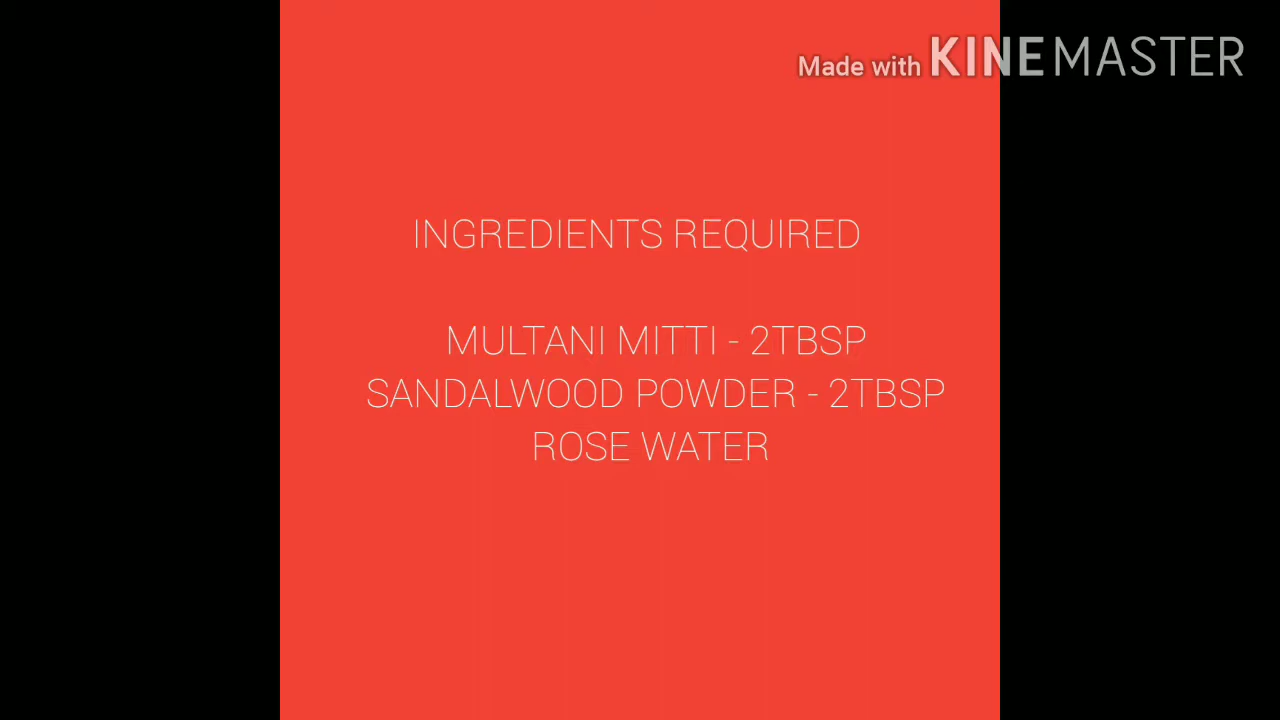 Made with KINEMASTER
INGREDIENTS REQUIRED
MULTANI MITTI - 2TBSP
SANDALWOOD POWDER - 2TBSP
ROSE WATER